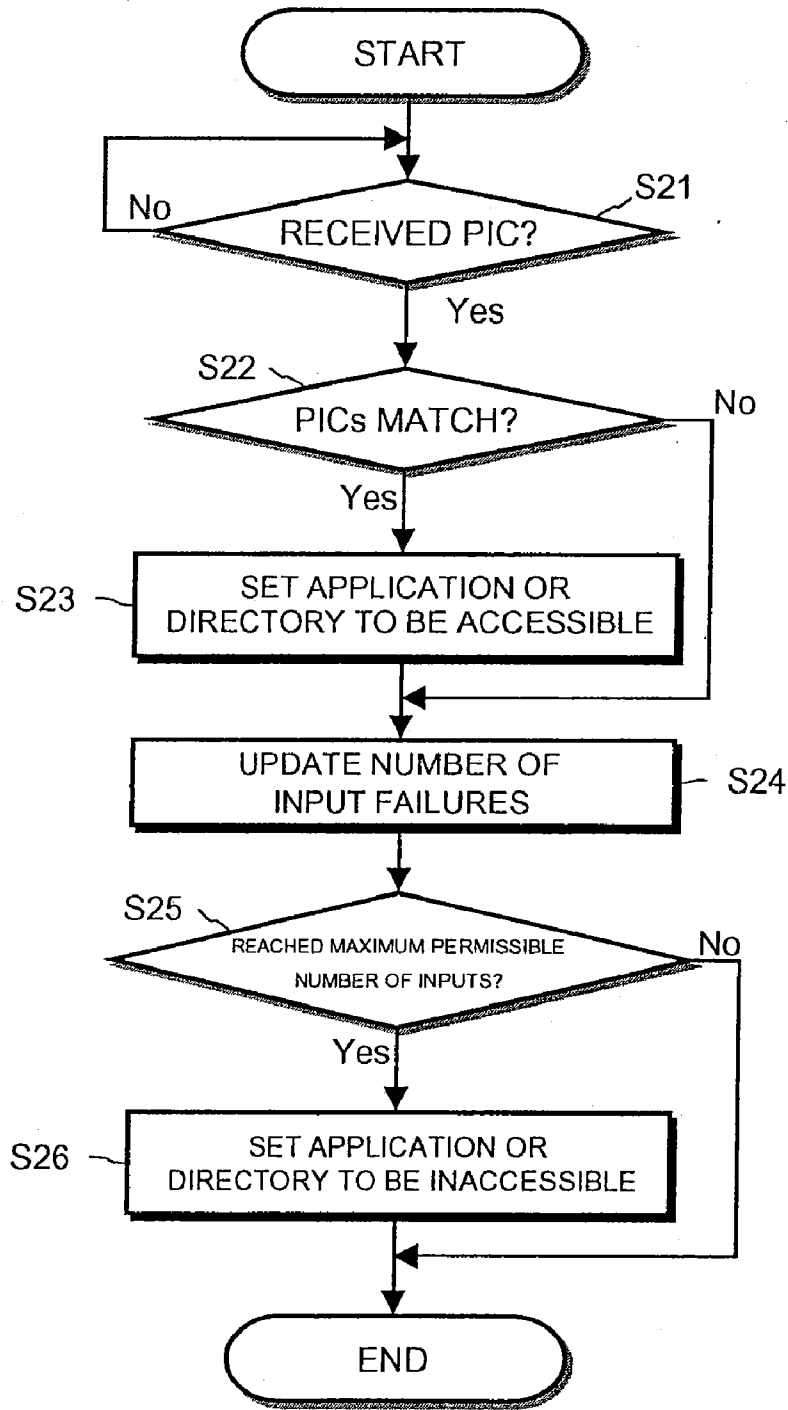 START
No
S21
RECEIVED PIC?
Yes
S22
PICs MATCH?
No
Yes
S23
SET APPLICATION OR
DIRECTORY TO BE ACCESSIBLE
UPDATE NUMBER OF
INPUT FAILURES
S24
S25
REACHED MAXIMUM PERMISSIBLE
NUMBER OF INPUTS?
No
Yes
S26
SET APPLICATION OR
DIRECTORY TO BE INACCESSIBLE
END